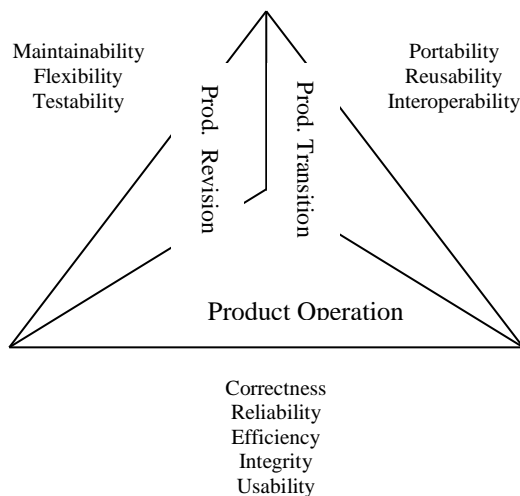 Maintainability
Flexibility
Testability
Portability
Reusability
Interoperability
Prod. Revision
Prod. Transition
Product Operation
Correctness
Reliability
Efficiency
Integrity
Usability